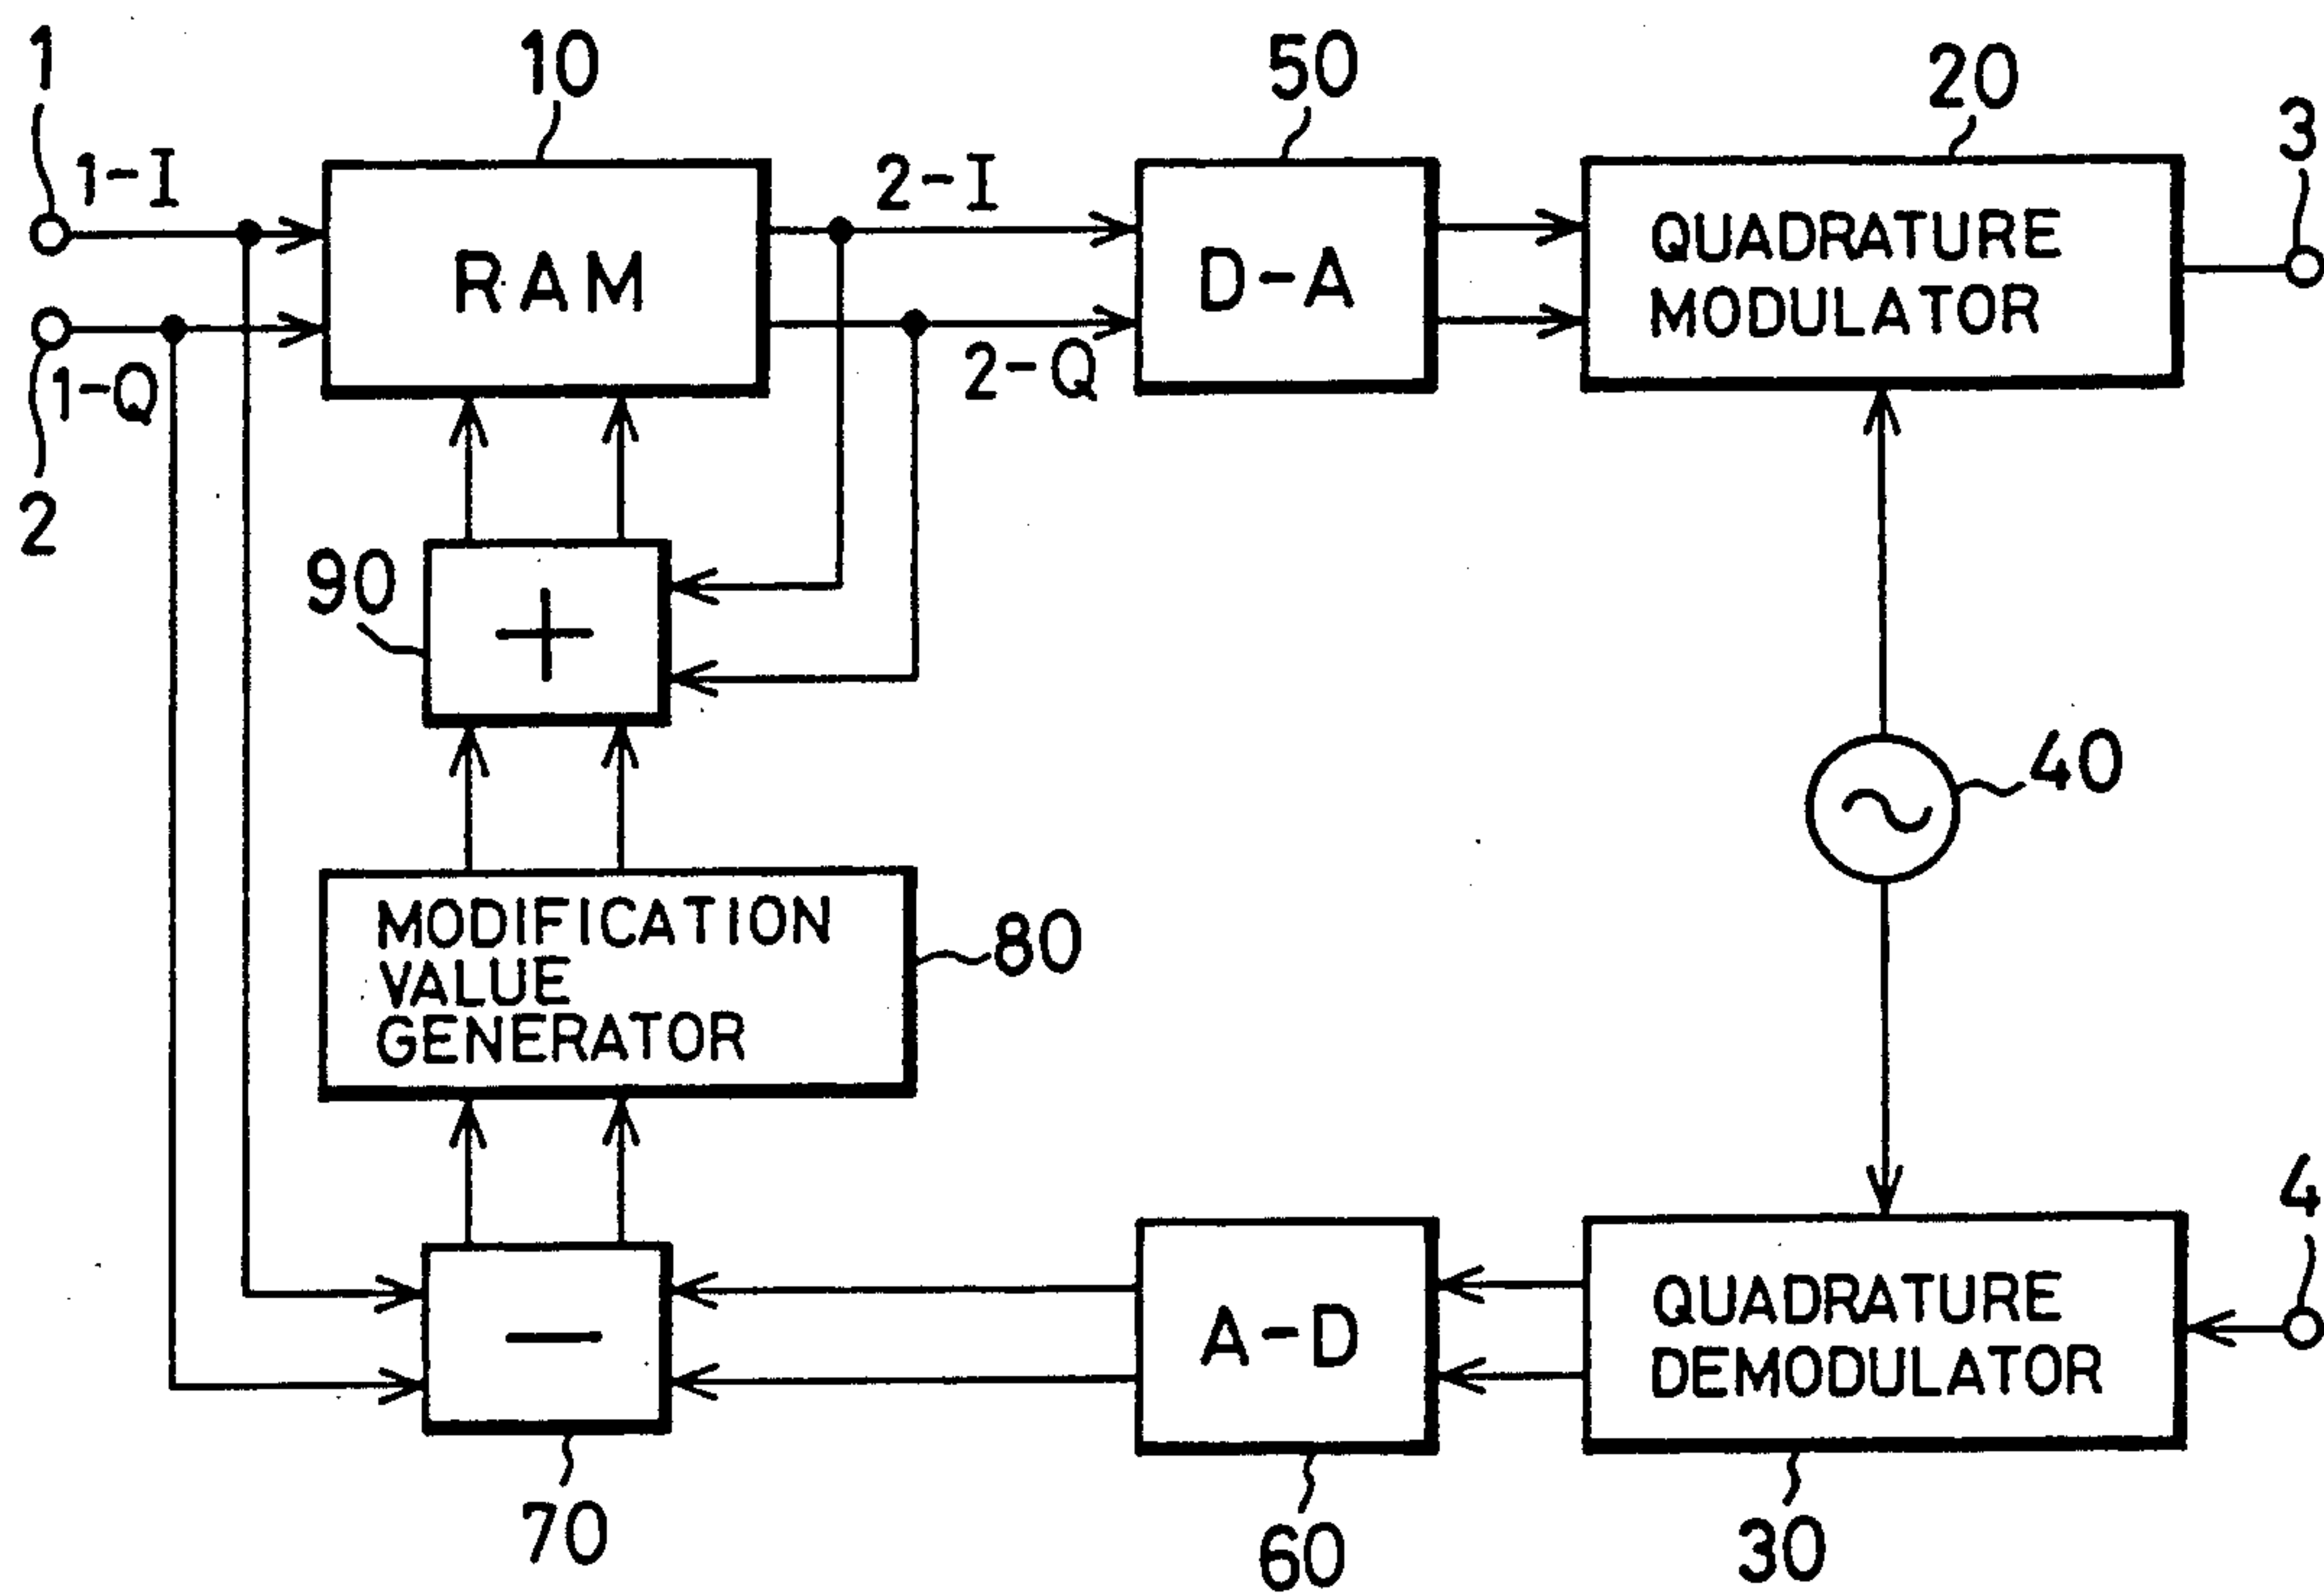 1
10
50
20
3
1-I
2-I
RAM
D-A
QUADRATURE
MODULATOR
1-Q
2-Q
2
90
+
40
MODIFICATION
VALUE
GENERATOR
80
4
−
A-D
QUADRATURE
DEMODULATOR
70
60
30